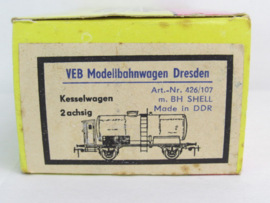 VEB Modellbahnwagen Dresden
Kesselwagen
2achsig
Art.-Nr. 426/107
m. BH SHELL
Made in DDR